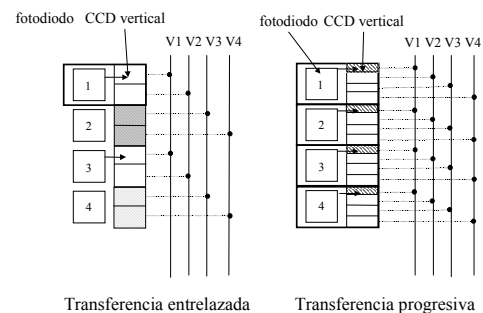 fotodiodo CCD vertical
V1 V2 V3 V4
1
2
3
4
Transferencia entrelazada
fotodiodo CCD vertical
V1 V2 V3 V4
1
2
3
4
Transferencia progresiva